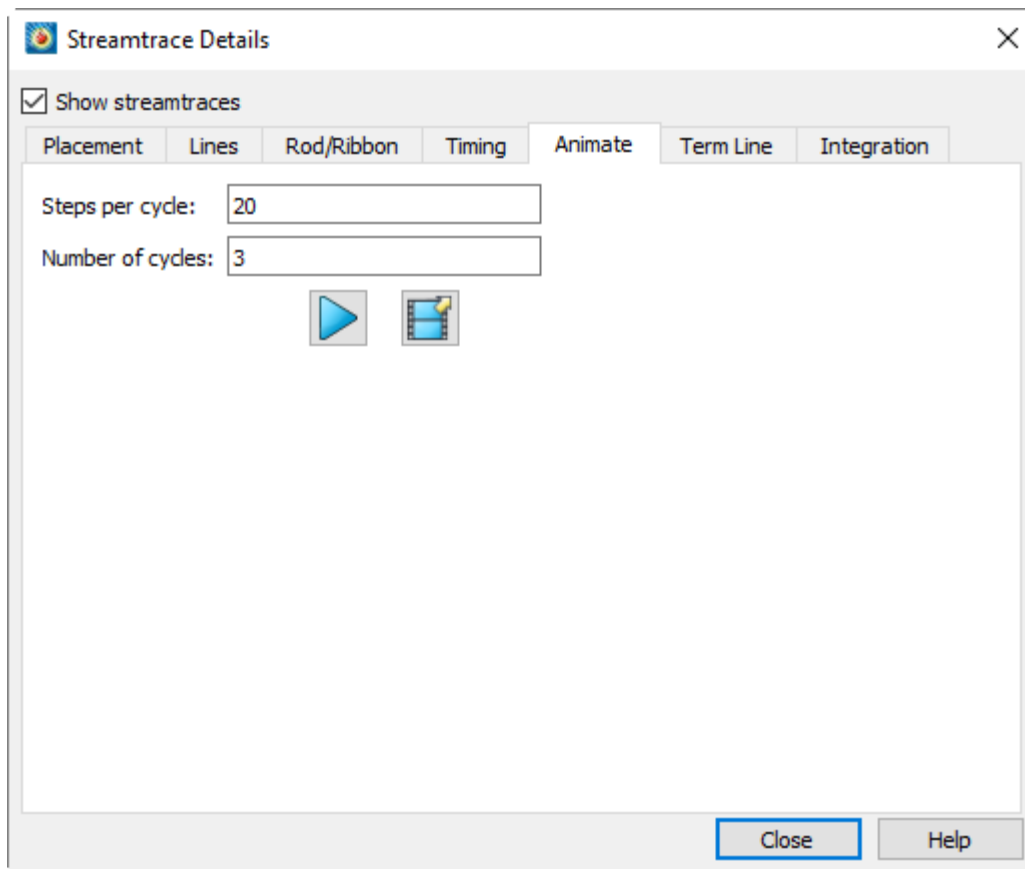 Streamtrace Details
Show streamtraces
Placement Lines Rod/Ribbon Timing Animate Term Line Integration
Steps per cycle: 20
Number of cycles: 3
Close Help